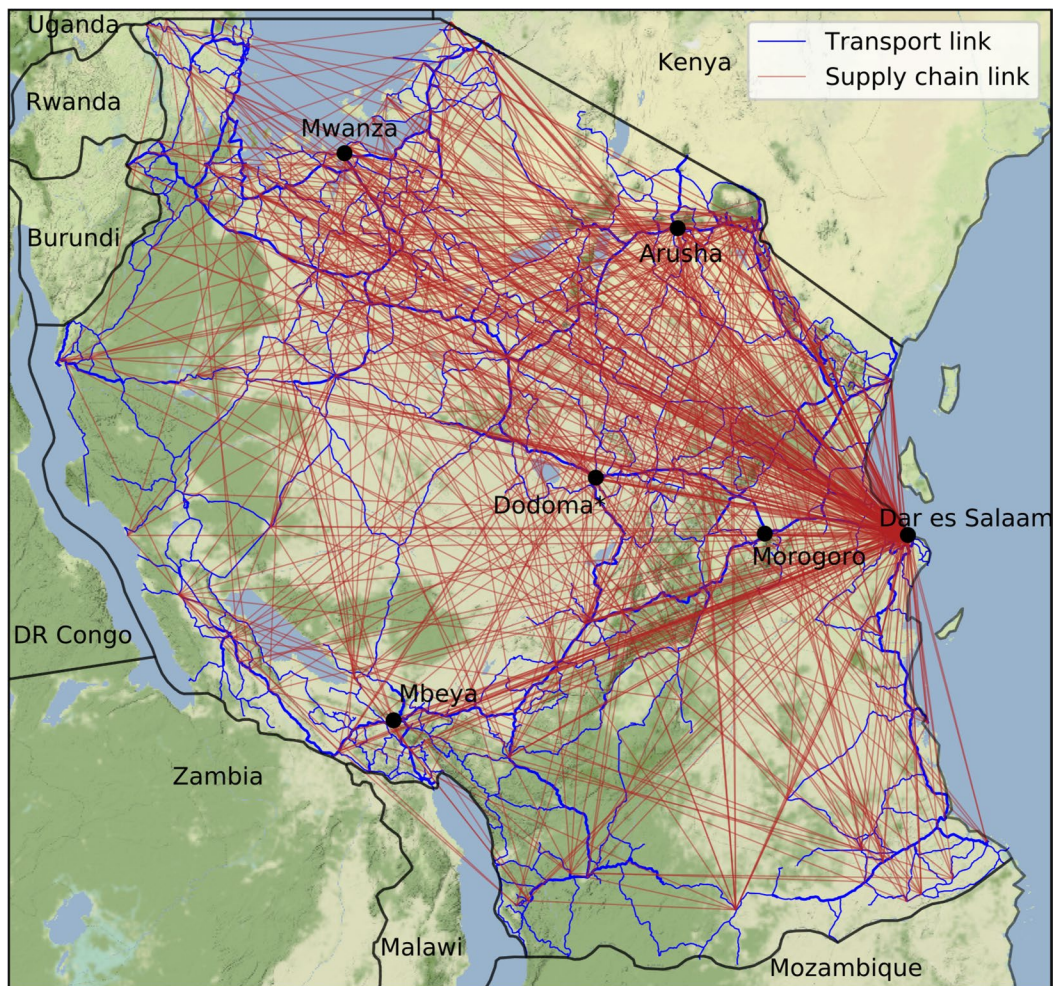 Uganda
Transport link
Supply chain link
Kenya
Rwanda
Mwanza
Burundi
Arusha
Dodoma*
Dar es Salaam
Morogoro
DR Congo
Mbeya
Zambia
Malawi
Mozambique